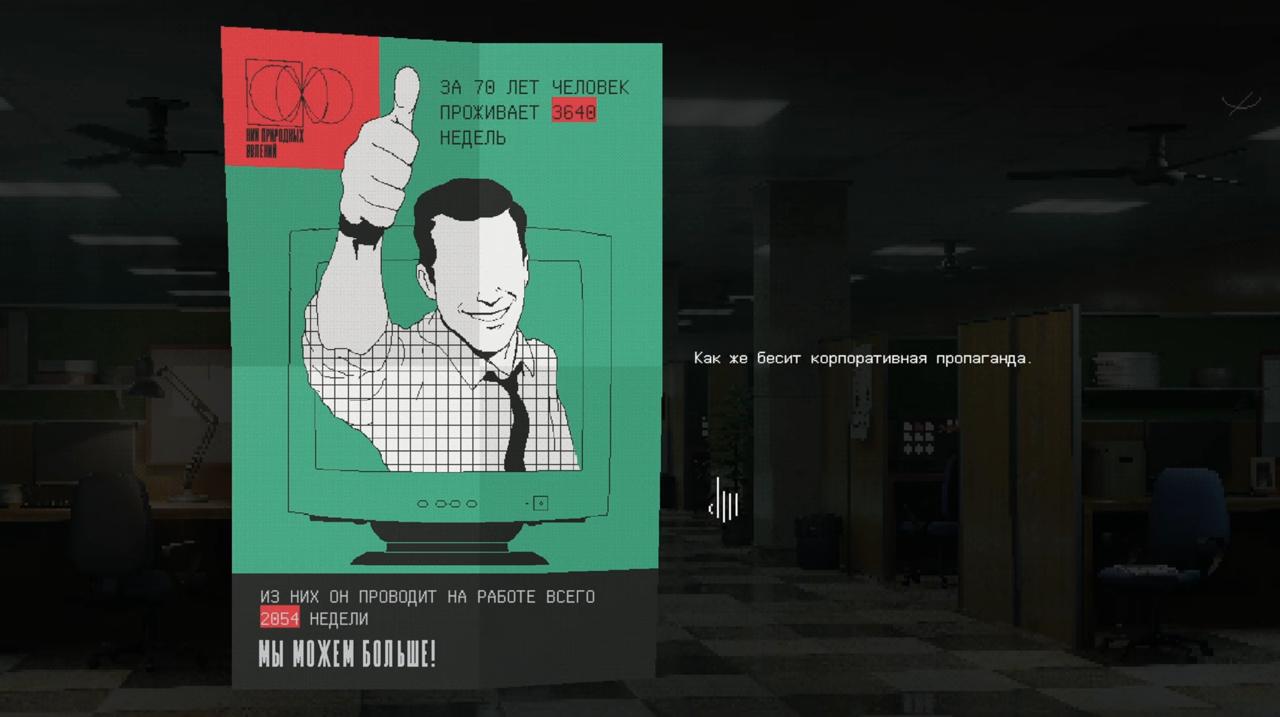 НИИ ПРИРОДНЫХ
ЯВЛЕНИЙ
ЗА 70 ЛЕТ ЧЕЛОВЕК
ПРОЖИВАЕТ 3640
НЕДЕЛЬ
Как же бесит корпоративная пропаганда.
ИЗ НИХ ОН ПРОВОДИТ НА РАБОТЕ ВСЕГО
2054 НЕДЕЛИ
МЫ МОЖЕМ БОЛЬШЕ!